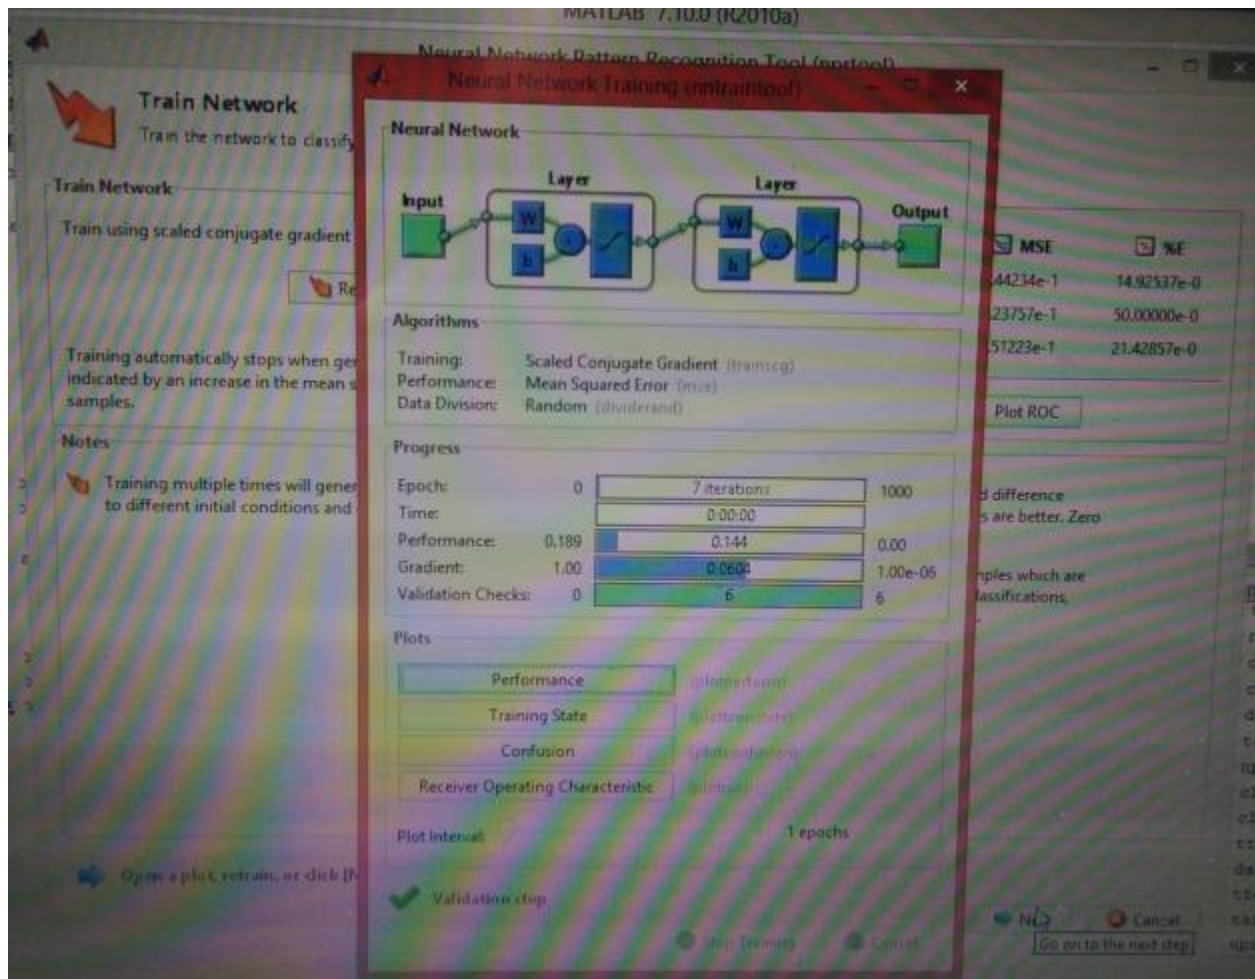 MATLAB 7.10.0 (R2010a)
Neural Network Pattern Recognition Tool (nprtool)
Train Network
Train the network to classify
Train Network
Train using scaled conjugate gradient
Re
Training automatically stops when gen
indicated by an increase in the mean s
samples.
Notes
Training multiple times will gener
to different initial conditions and
Open a plot, retrain, or click [N
Neural Network Training (nntraintool)
Neural Network
Layer Layer
Input Output
W W
b b
Algorithms
Training: Scaled Conjugate Gradient (trainscg)
Performance: Mean Squared Error (mse)
Data Division: Random (dividerand)
Progress
Epoch: 0 7 iterations 1000
Time: 0:00:00
Performance: 0.189 0.144 0.00
Gradient: 1.00 0.0604 1.00e-06
Validation Checks: 0 6 6
Plots
Performance (plotperform)
Training State (plottrainstate)
Confusion (plotconfusion)
Receiver Operating Characteristic (plotroc)
Plot Interval: 1 epochs
Validation stop
Stop Training Cancel
MSE %E
44234e-1 14.92537e-0
23757e-1 50.00000e-0
51223e-1 21.42857e-0
Plot ROC
d difference
s are better. Zero
mples which are
lassifications,
Cancel
Go on to the next step